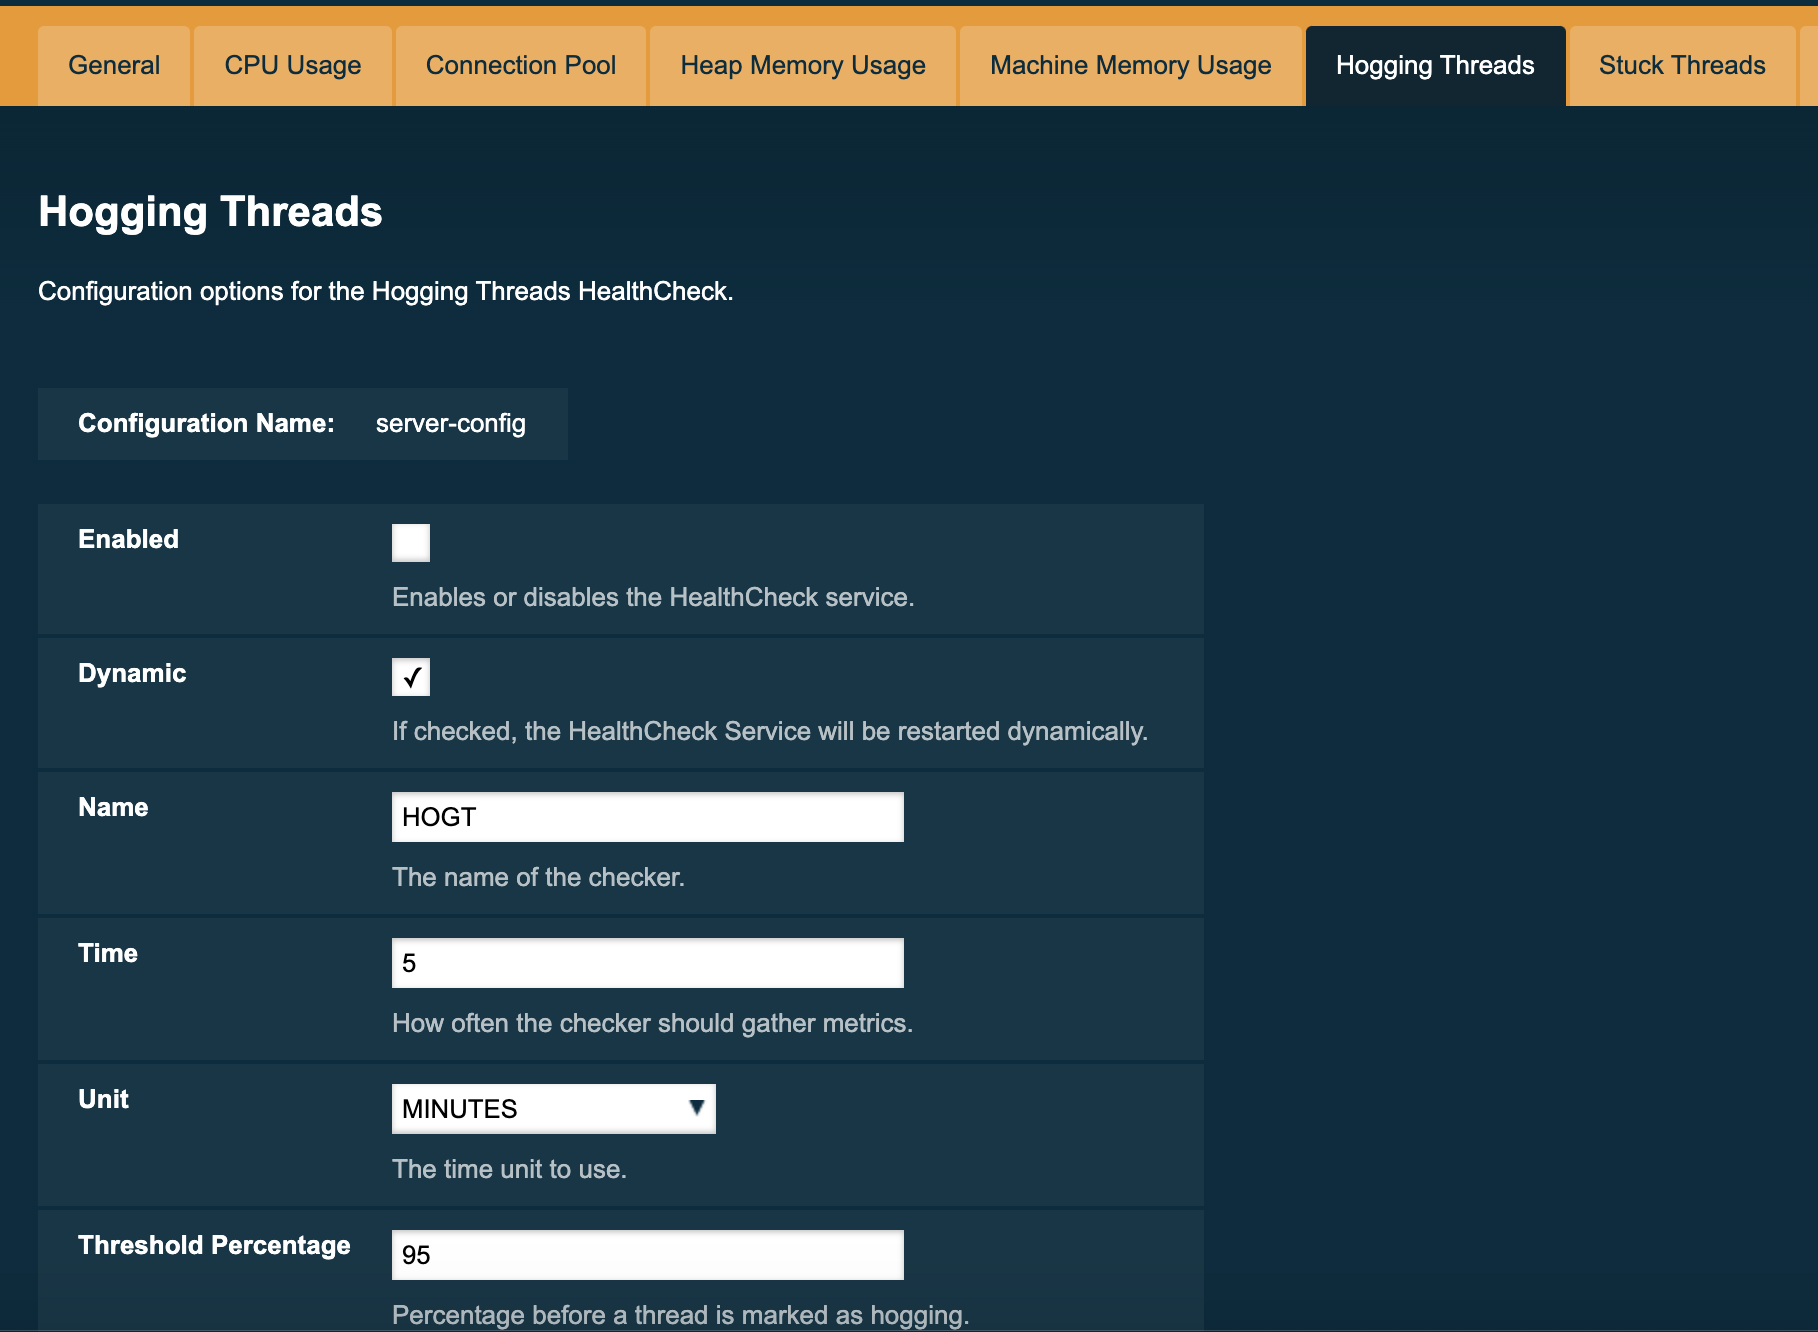 General CPU Usage Connection Pool Heap Memory Usage Machine Memory Usage Hogging Threads Stuck Threads
Hogging Threads
Configuration options for the Hogging Threads HealthCheck.
Configuration Name: server-config
Enabled
Enables or disables the HealthCheck service.
Dynamic
If checked, the HealthCheck Service will be restarted dynamically.
Name HOGT
The name of the checker.
Time 5
How often the checker should gather metrics.
Unit MINUTES
The time unit to use.
Threshold Percentage 95
Percentage before a thread is marked as hogging.